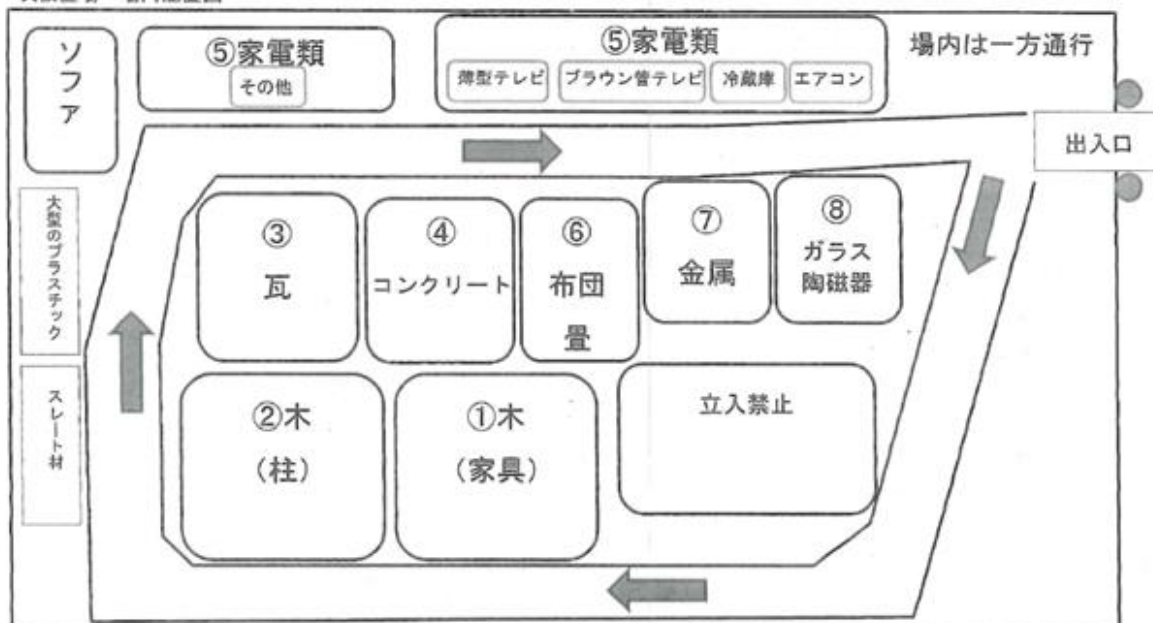 ソファ
⑤家電類
その他
⑤家電類
薄型テレビ
ブラウン管テレビ
冷蔵庫
エアコン
場内は一方通行
出入口
大型のプラスチック
スレート材
③
瓦
④
コンクリート
⑥
布団
畳
⑦
金属
⑧
ガラス
陶磁器
②木
（柱）
①木
（家具）
立入禁止